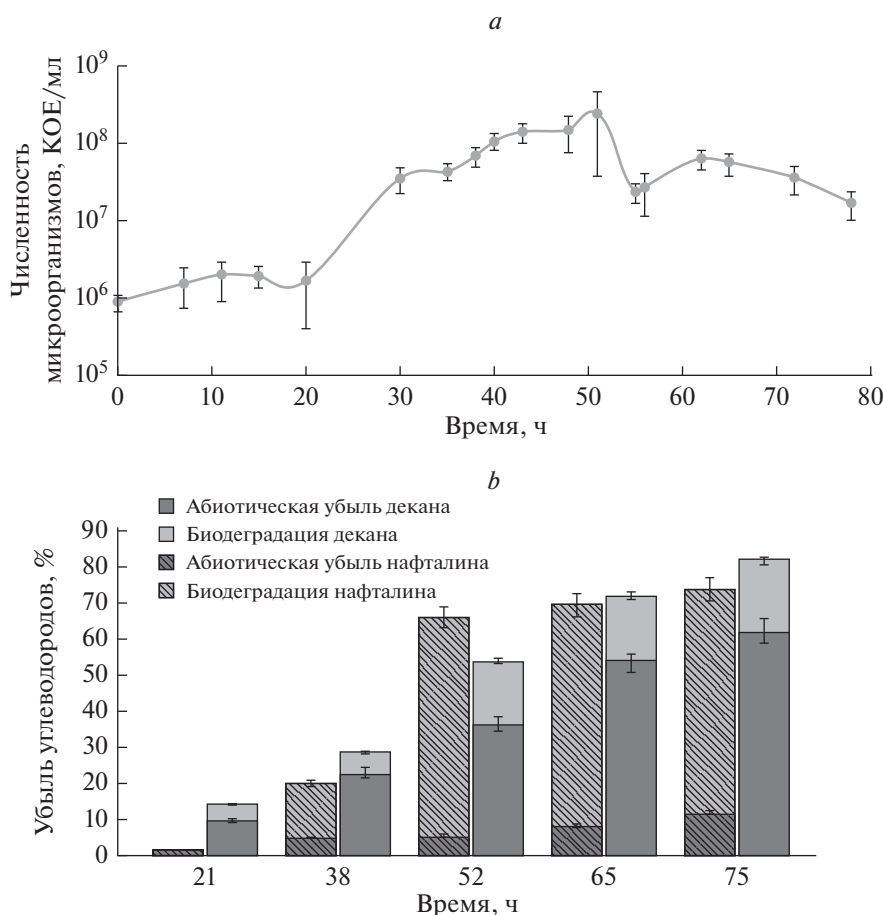 a
10⁹
10⁸
10⁷
10⁶
10⁵
Численность
микроорганизмов, КОЕ/мл
0 10 20 30 40 50 60 70 80
Время, ч
b
Абиотическая убыль декана
Биодеградация декана
Абиотическая убыль нафталина
Биодеградация нафталина
90
80
70
60
50
40
30
20
10
0
Убыль углеводородов, %
21 38 52 65 75
Время, ч